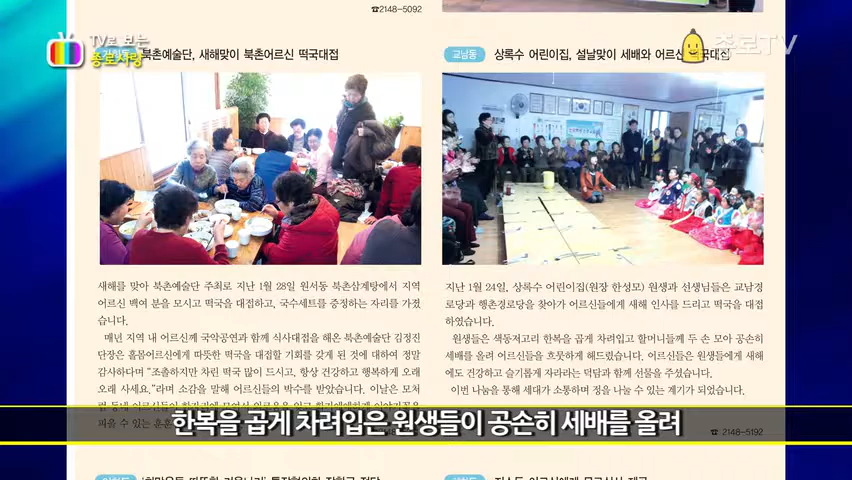 ☎2148-5092
TV로 보는
종로사랑
종로TV
북촌예술단, 새해맞이 북촌어르신 떡국대접
새해를 맞아 북촌예술단 주최로 지난 1월 28일 원서동 북촌삼계탕에서 지역
어르신 백여 분을 모시고 떡국을 대접하고, 국수세트를 증정하는 자리를 가졌
습니다.
매년 지역 내 어르신께 국악공연과 함께 식사대접을 해온 북촌예술단 김정진
단장은 홀몸어르신에게 따뜻한 떡국을 대접할 기회를 갖게 된 것에 대하여 정말
감사하다며 “조촐하지만 차린 떡국 많이 드시고, 항상 건강하고 행복하게 오래
오래 사세요.”라며 소감을 말해 어르신들의 박수를 받았습니다. 이날은 모처
교남동
상록수 어린이집, 설날맞이 세배와 어르신 떡국대접
지난 1월 24일, 상록수 어린이집(원장 한성모) 원생과 선생님들은 교남경
로당과 행촌경로당을 찾아가 어르신들에게 새해 인사를 드리고 떡국을 대접
하였습니다.
원생들은 색동저고리 한복을 곱게 차려입고 할머니들께 두 손 모아 공손히
세배를 올려 어르신들을 흐뭇하게 해드렸습니다. 어르신들은 원생들에게 새해
에도 건강하고 슬기롭게 자라라는 덕담과 함께 선물을 주셨습니다.
이번 나눔을 통해 세대가 소통하며 정을 나눌 수 있는 계기가 되었습니다.
☎ 2148-5192
한복을 곱게 차려입은 원생들이 공손히 세배를 올려